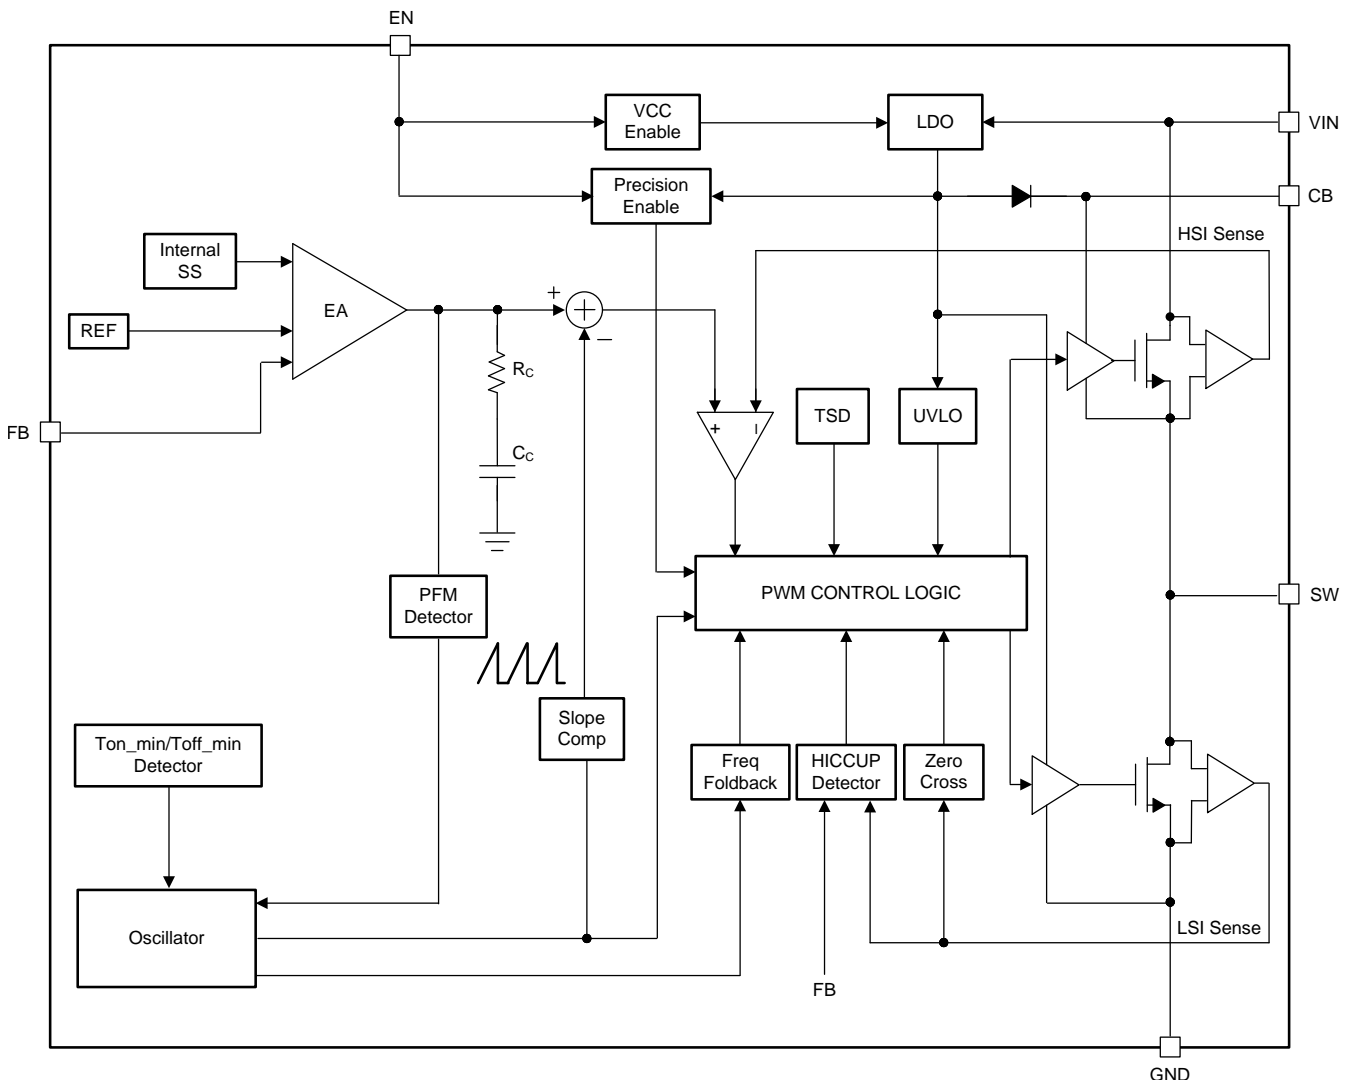 EN
VCC
Enable
LDO
VIN
Precision
Enable
CB
HSI Sense
Internal
SS
EA
+
+
−
REF
RC
TSD
UVLO
FB
+
−
CC
PWM CONTROL LOGIC
PFM
Detector
SW
Slope
Comp
Ton_min/Toff_min
Detector
Freq
Foldback
HICCUP
Detector
Zero
Cross
Oscillator
LSI Sense
FB
GND